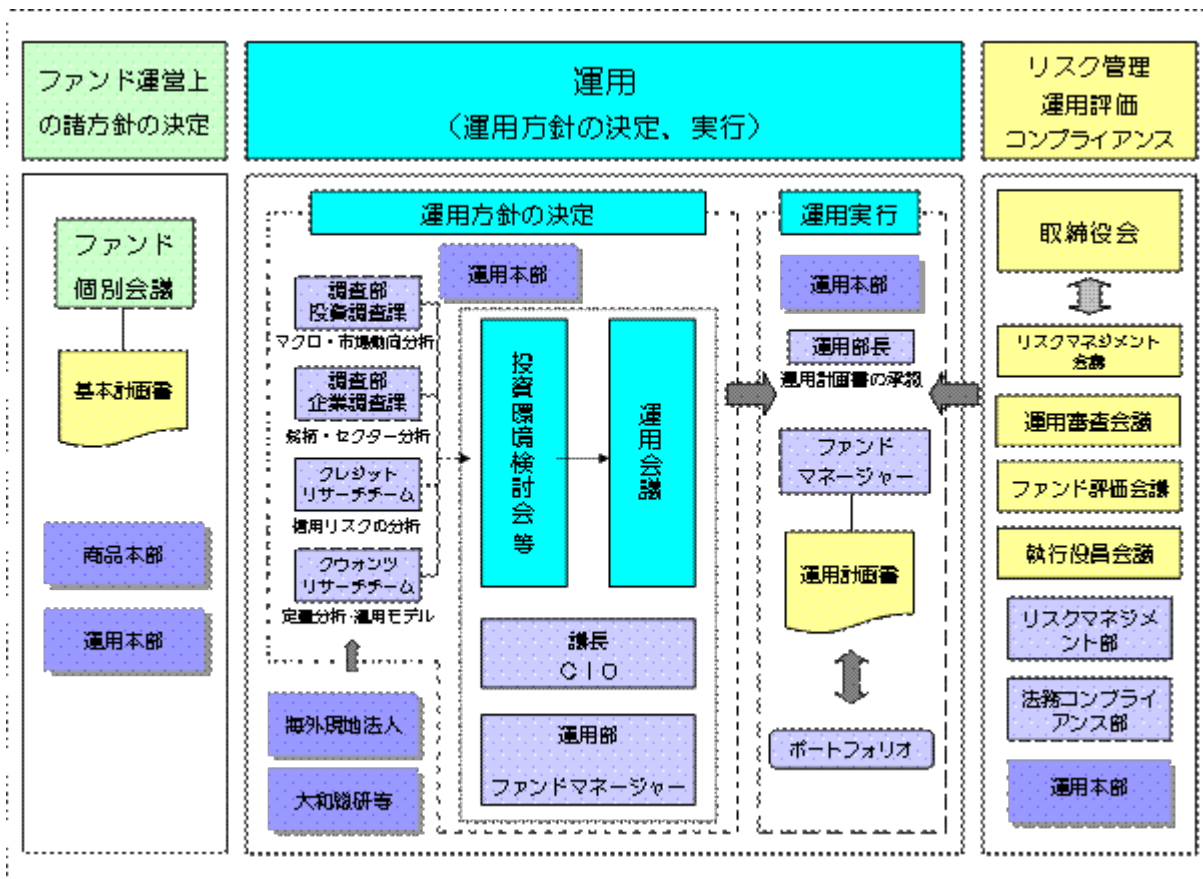 ファンド運営上
の諸方針の決定
運用
（運用方針の決定、実行）
リスク管理
運用評価
コンプライアンス
ファンド
個別会議
基本計画書
商品本部
運用本部
運用方針の決定
運用本部
調査部
投資調査課
マクロ・市場動向分析
調査部
企業調査課
銘柄・セクター分析
クレジット
リサーチチーム
信用リスクの分析
クウォンツ
リサーチチーム
定量分析・運用モデル
海外現地法人
大和総研等
投資環境検討会等
運用会議
議長
ＣＩＯ
運用部
ファンドマネージャー
運用実行
運用本部
運用部長
運用計画書の承認
ファンド
マネージャー
運用計画書
ポートフォリオ
取締役会
リスクマネジメント
会議
運用審査会議
ファンド評価会議
執行役員会議
リスクマネジメ
ント部
法務コンプライ
アンス部
運用本部